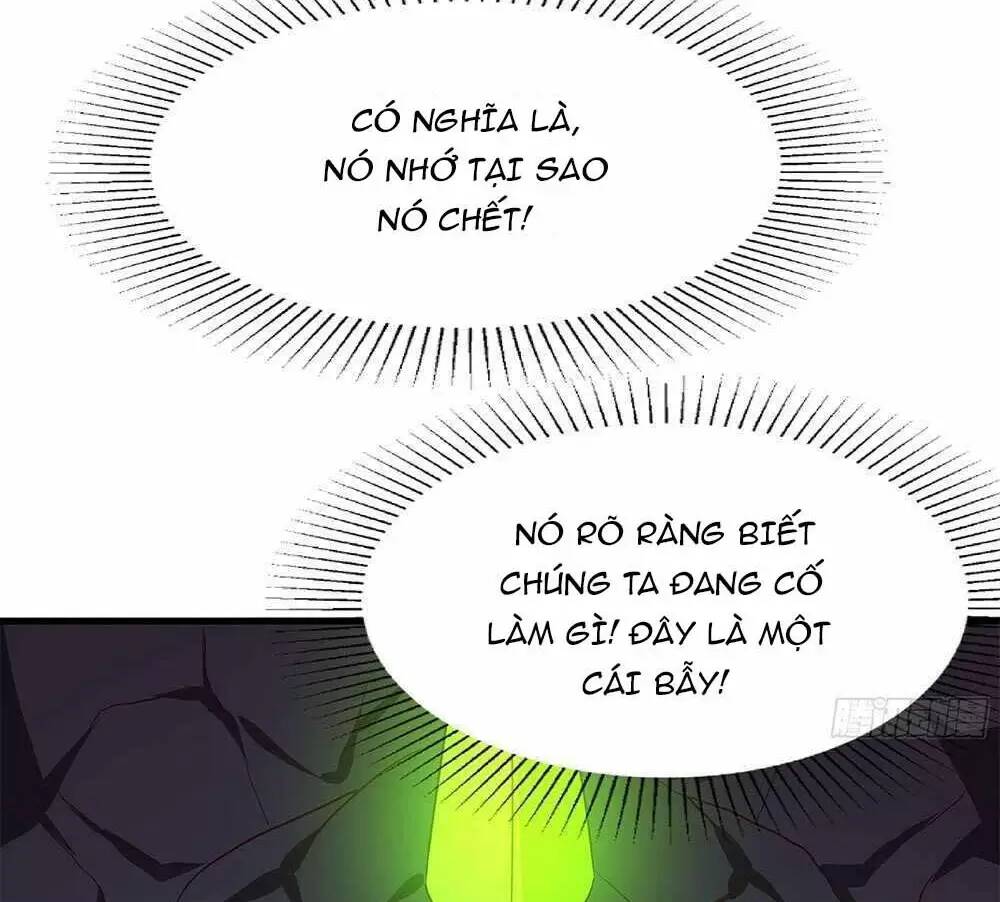 CÓ NGHĨA LÀ,
NÓ NHỚ TẠI SAO
NÓ CHẾT!
NÓ RÕ RÀNG BIẾT
CHÚNG TA ĐANG CỐ
LÀM GÌ! ĐÂY LÀ MỘT
CÁI BẪY!